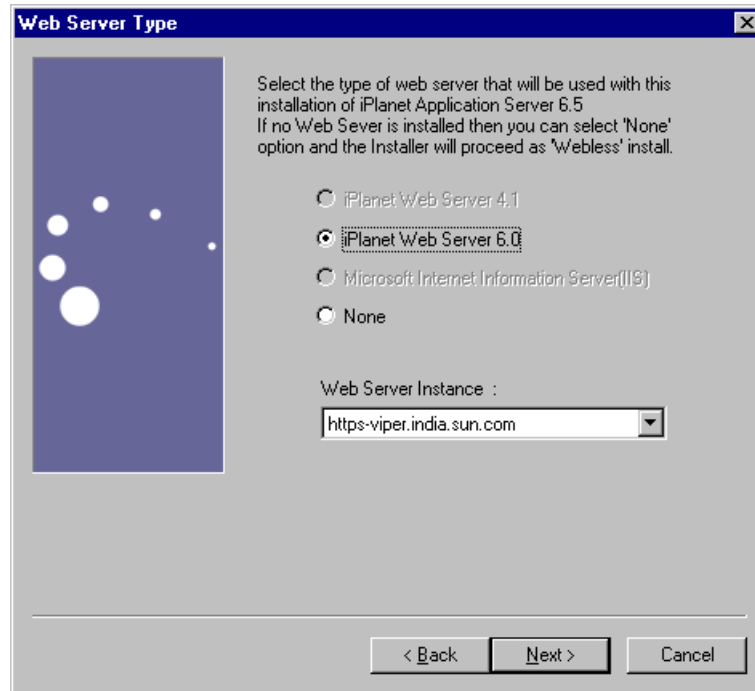 Web Server Type
Select the type of web server that will be used with this
installation of iPlanet Application Server 6.5
If no Web Sever is installed then you can select 'None'
option and the Installer will proceed as 'Webless' install.
iPlanet Web Server 4.1
iPlanet Web Server 6.0
Microsoft Internet Information Server(IIS)
None
Web Server Instance :
https-viper.india.sun.com
< Back Next > Cancel